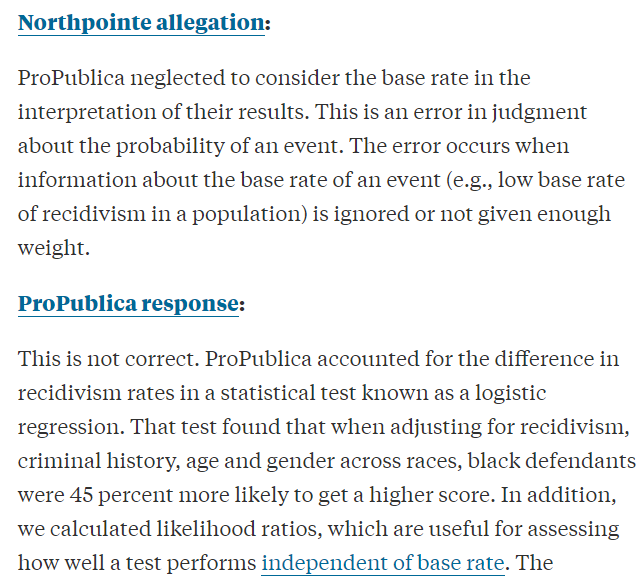 Northpointe allegation:
ProPublica neglected to consider the base rate in the
interpretation of their results. This is an error in judgment
about the probability of an event. The error occurs when
information about the base rate of an event (e.g., low base rate
of recidivism in a population) is ignored or not given enough
weight.
ProPublica response:
This is not correct. ProPublica accounted for the difference in
recidivism rates in a statistical test known as a logistic
regression. That test found that when adjusting for recidivism,
criminal history, age and gender across races, black defendants
were 45 percent more likely to get a higher score. In addition,
we calculated likelihood ratios, which are useful for assessing
how well a test performs independent of base rate. The